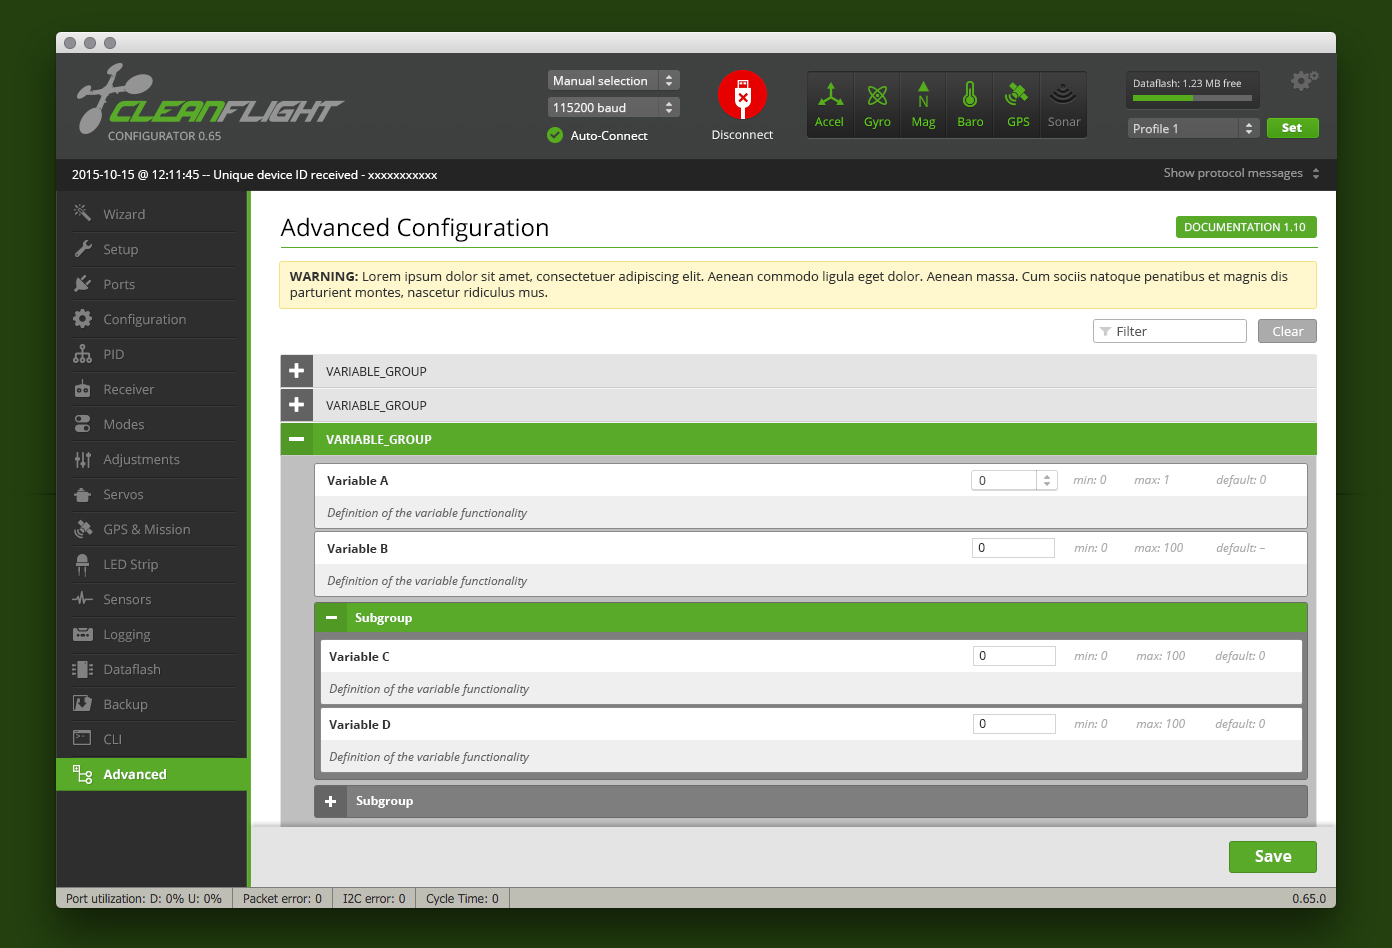 CLEANFLIGHT
CONFIGURATOR 0.65
Manual selection
115200 baud
Auto-Connect
Disconnect
Accel
N
Gyro
Mag
Baro
GPS
Sonar
Dataflash: 1.23 MB free
Profile 1
Set
2015-10-15 @ 12:11:45 -- Unique device ID received - xxxxxxxxxxx
Show protocol messages
Wizard
Setup
Ports
Configuration
PID
Receiver
Modes
Adjustments
Servos
GPS & Mission
LED Strip
Sensors
Logging
Dataflash
Backup
CLI
Advanced
Advanced Configuration
DOCUMENTATION 1.10
WARNING: Lorem ipsum dolor sit amet, consectetuer adipiscing elit. Aenean commodo ligula eget dolor. Aenean massa. Cum sociis natoque penatibus et magnis dis
parturient montes, nascetur ridiculus mus.
Filter
Clear
VARIABLE_GROUP
VARIABLE_GROUP
VARIABLE_GROUP
Variable A 0 min: 0 max: 1 default: 0
Definition of the variable functionality
Variable B 0 min: 0 max: 100 default: –
Definition of the variable functionality
Subgroup
Variable C 0 min: 0 max: 100 default: 0
Definition of the variable functionality
Variable D 0 min: 0 max: 100 default: 0
Definition of the variable functionality
Subgroup
Save
Port utilization: D: 0% U: 0% Packet error: 0 I2C error: 0 Cycle Time: 0 0.65.0